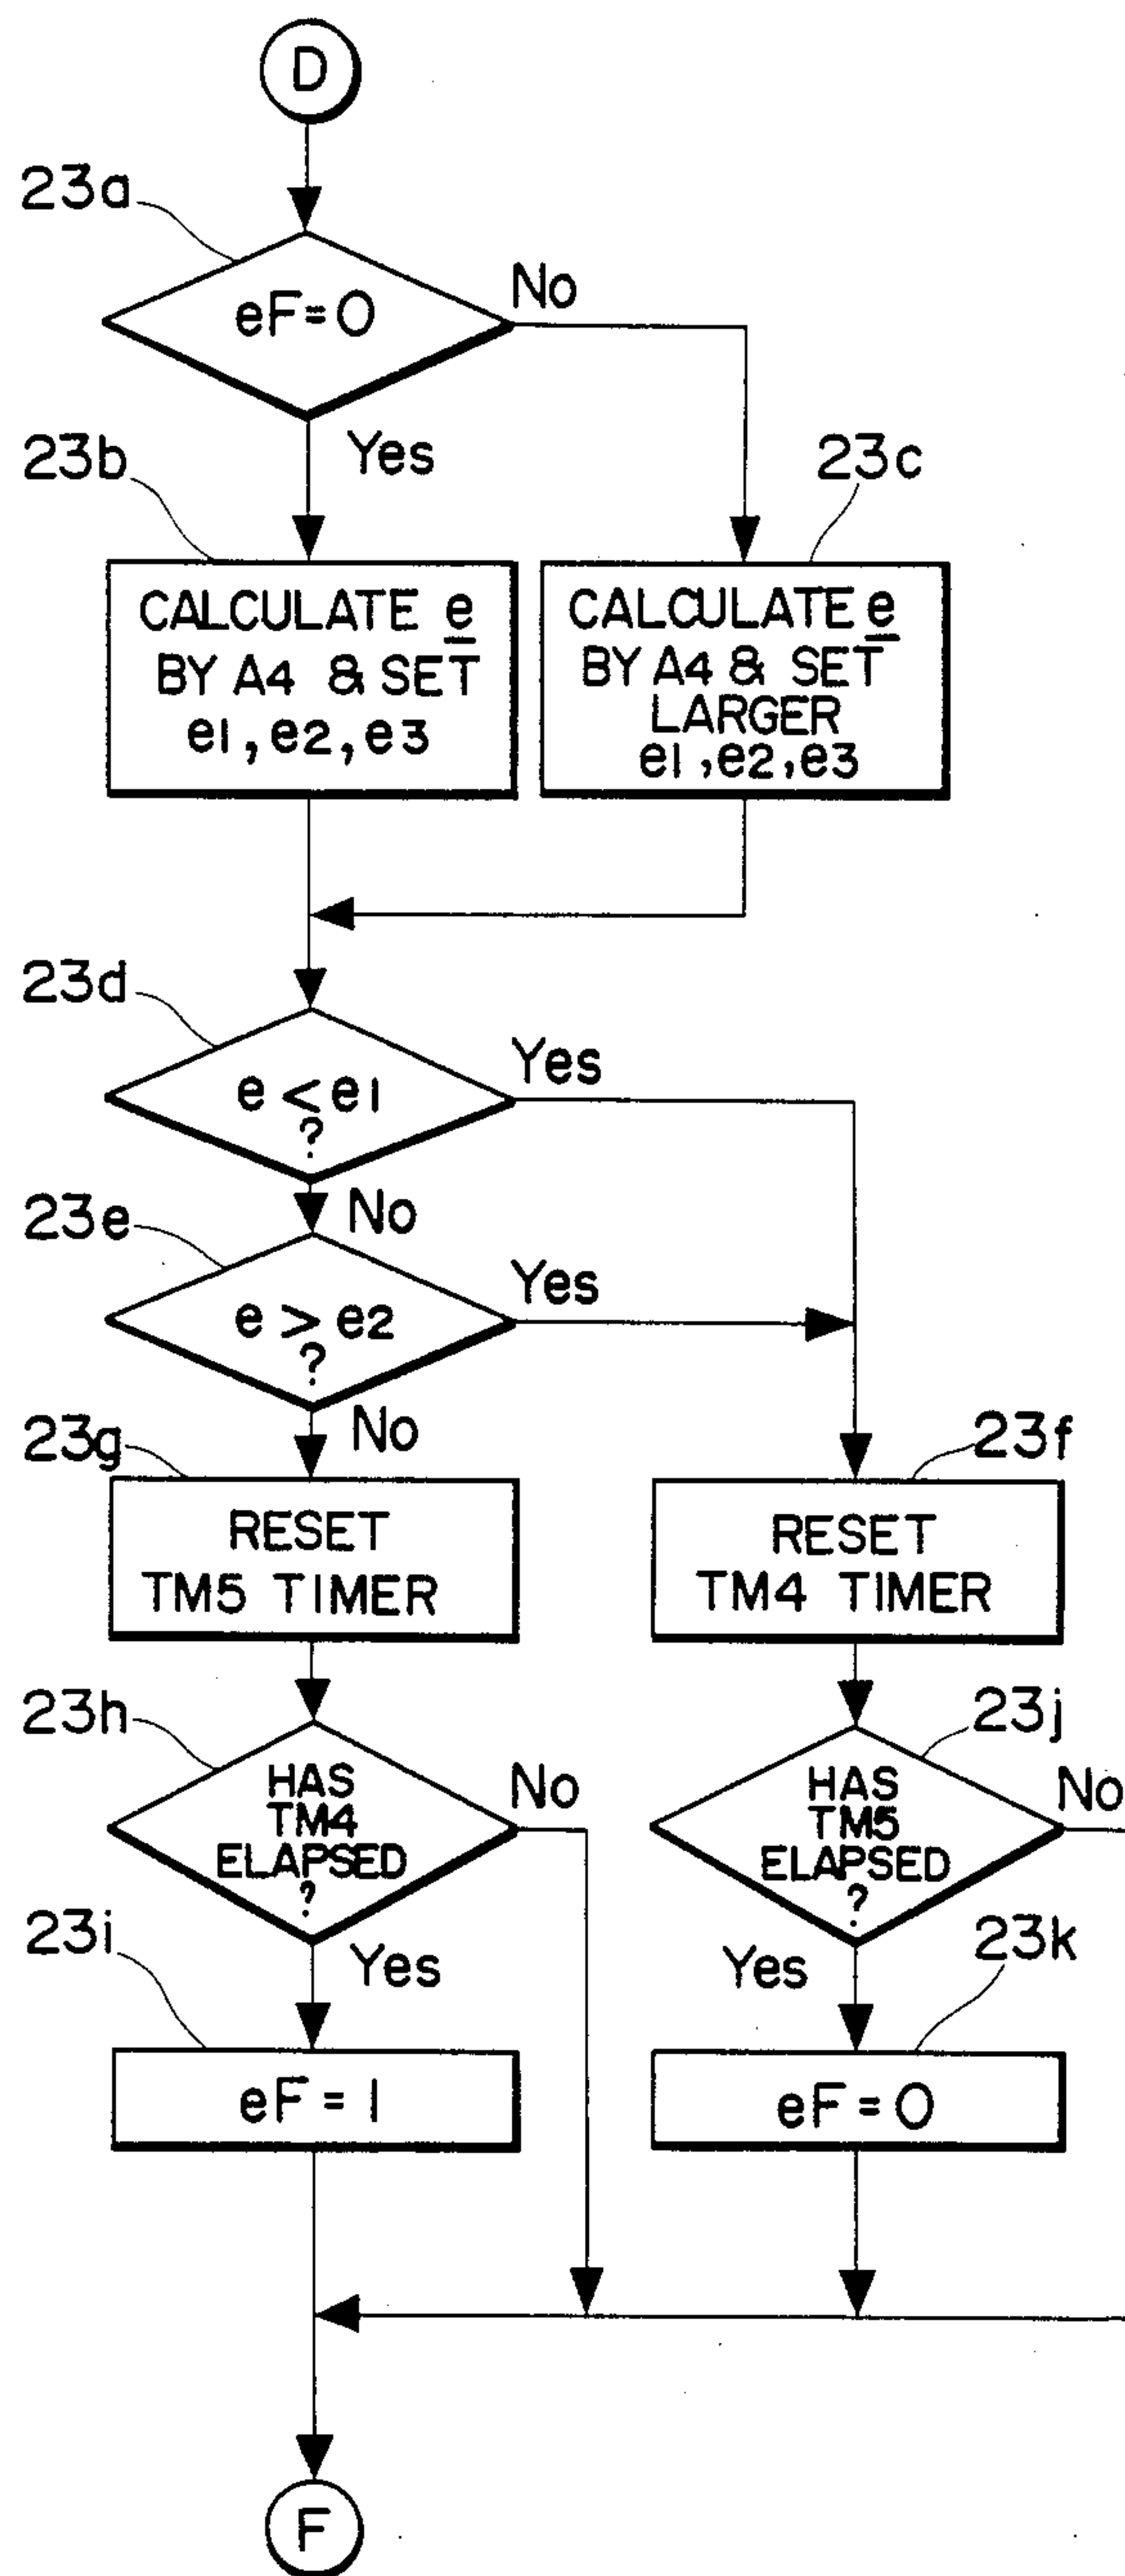 D
23a
eF=0
No
Yes
23b
23c
CALCULATE e
BY A4 & SET
e1, e2, e3
CALCULATE e
BY A4 & SET
LARGER
e1, e2, e3
23d
e < e1
?
Yes
No
23e
e > e2
?
Yes
No
23g
23f
RESET
TM5 TIMER
RESET
TM4 TIMER
23h
HAS
TM4
ELAPSED
?
No
23j
HAS
TM5
ELAPSED
?
No
23i
Yes
Yes
23k
eF = 1
eF = 0
F